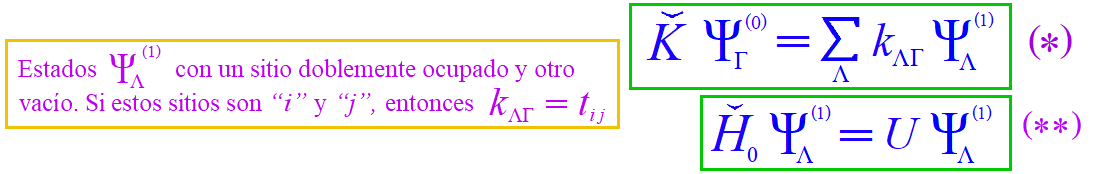 Estados Ψ_Λ^(1) con un sitio doblemente ocupado y otro
vacío. Si estos sitios son “i” y “j”, entonces k_ΛΓ = t_ij
Ǩ Ψ_Γ^(0) = ∑_Λ k_ΛΓ Ψ_Λ^(1) (*)
Ȟ_0 Ψ_Λ^(1) = U Ψ_Λ^(1) (**)